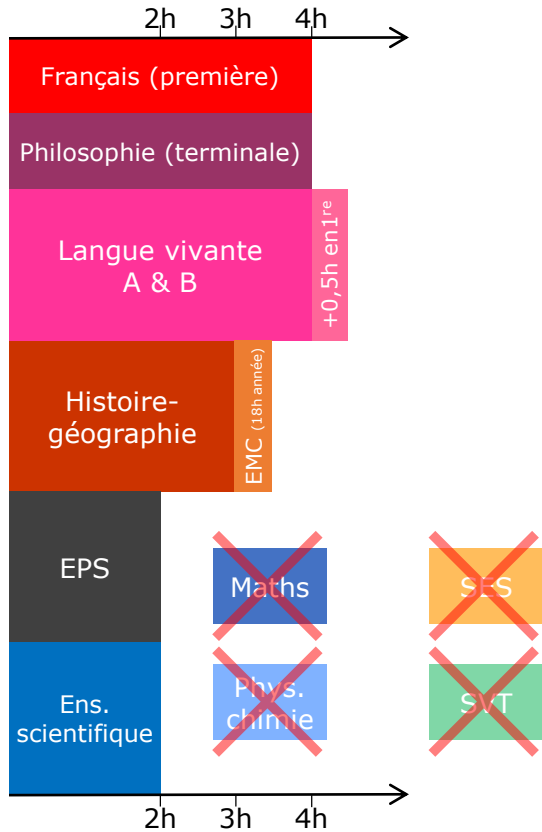 2h 3h 4h
Français (première)
Philosophie (terminale)
Langue vivante
A & B
+0,5h en1re
Histoire-
géographie
EMC (18h année)
EPS
Maths
SES
Ens.
scientifique
Phys.
chimie
SVT
2h 3h 4h